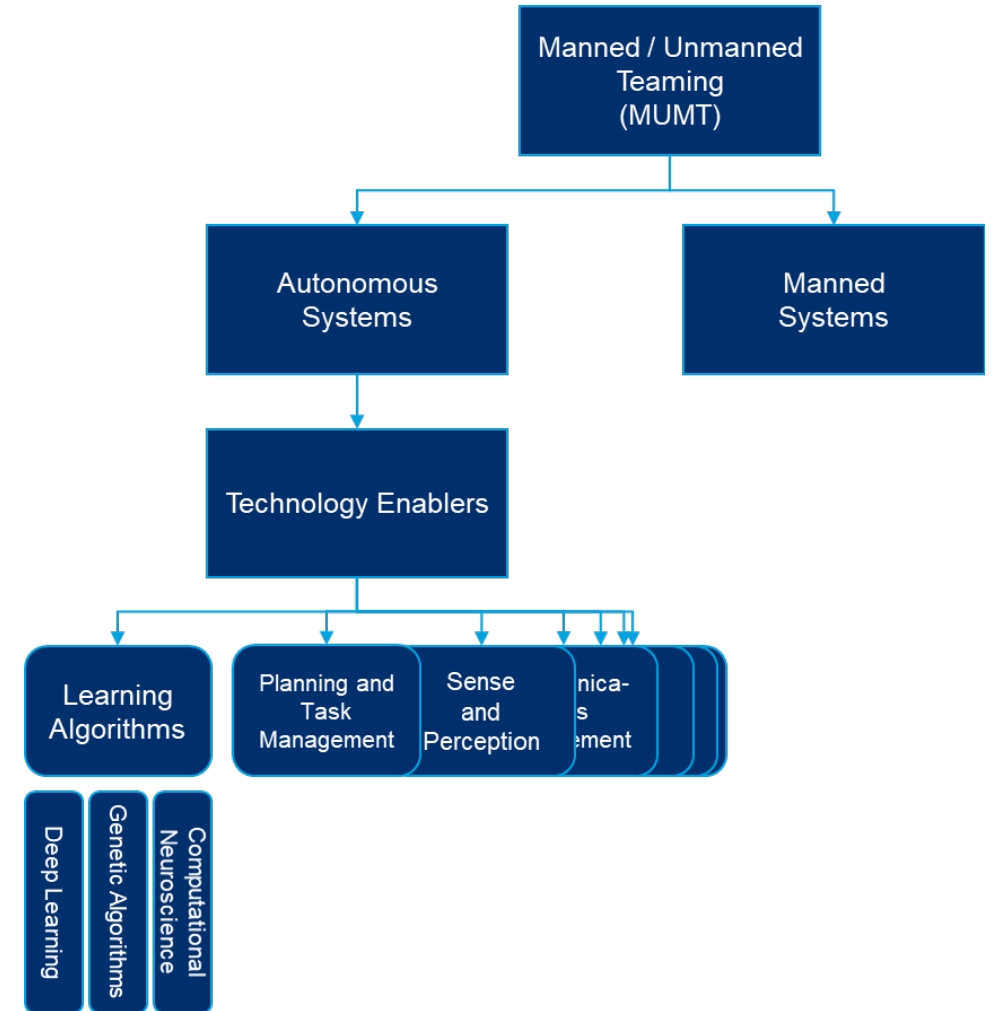 Manned / Unmanned
Teaming
(MUMT)
Autonomous
Systems
Manned
Systems
Technology Enablers
Learning
Algorithms
Planning and
Task
Management
Sense
and
Perception
Deep Learning
Genetic Algorithms
Computational
Neuroscience